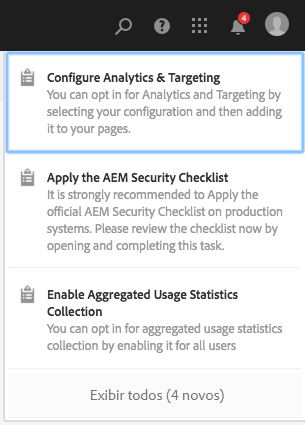 4
Configure Analytics & Targeting
You can opt in for Analytics and Targeting by
selecting your configuration and then adding
it to your pages.
Apply the AEM Security Checklist
It is strongly recommended to Apply the
official AEM Security Checklist on production
systems. Please review the checklist now by
opening and completing this task.
Enable Aggregated Usage Statistics
Collection
You can opt in for aggregated usage statistics
collection by enabling it for all users
Exibir todos (4 novos)